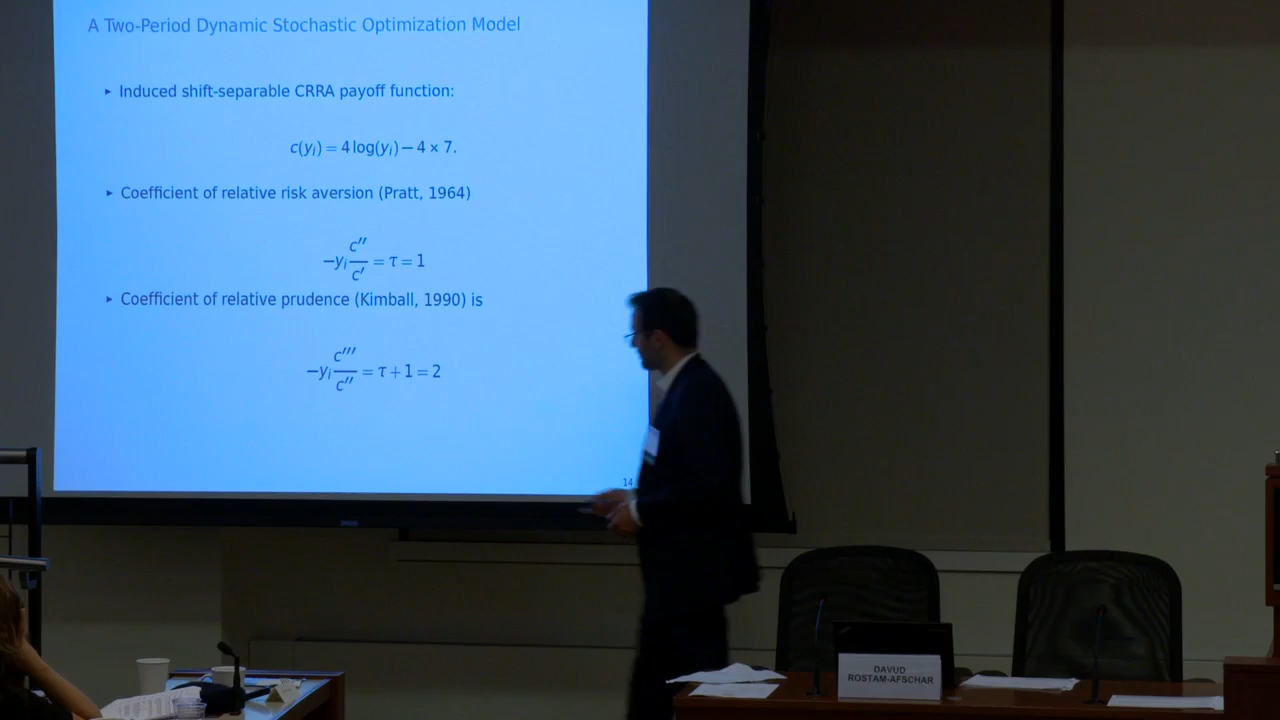 A Two-Period Dynamic Stochastic Optimization Model
▸ Induced shift-separable CRRA payoff function:
c(yᵢ) = 4 log(yᵢ) − 4 × 7.
▸ Coefficient of relative risk aversion (Pratt, 1964)
−yᵢ c′′/c′ = τ = 1
▸ Coefficient of relative prudence (Kimball, 1990) is
−yᵢ c′′′/c′′ = τ + 1 = 2
14
DAVUD
ROSTAM-AFSCHAR